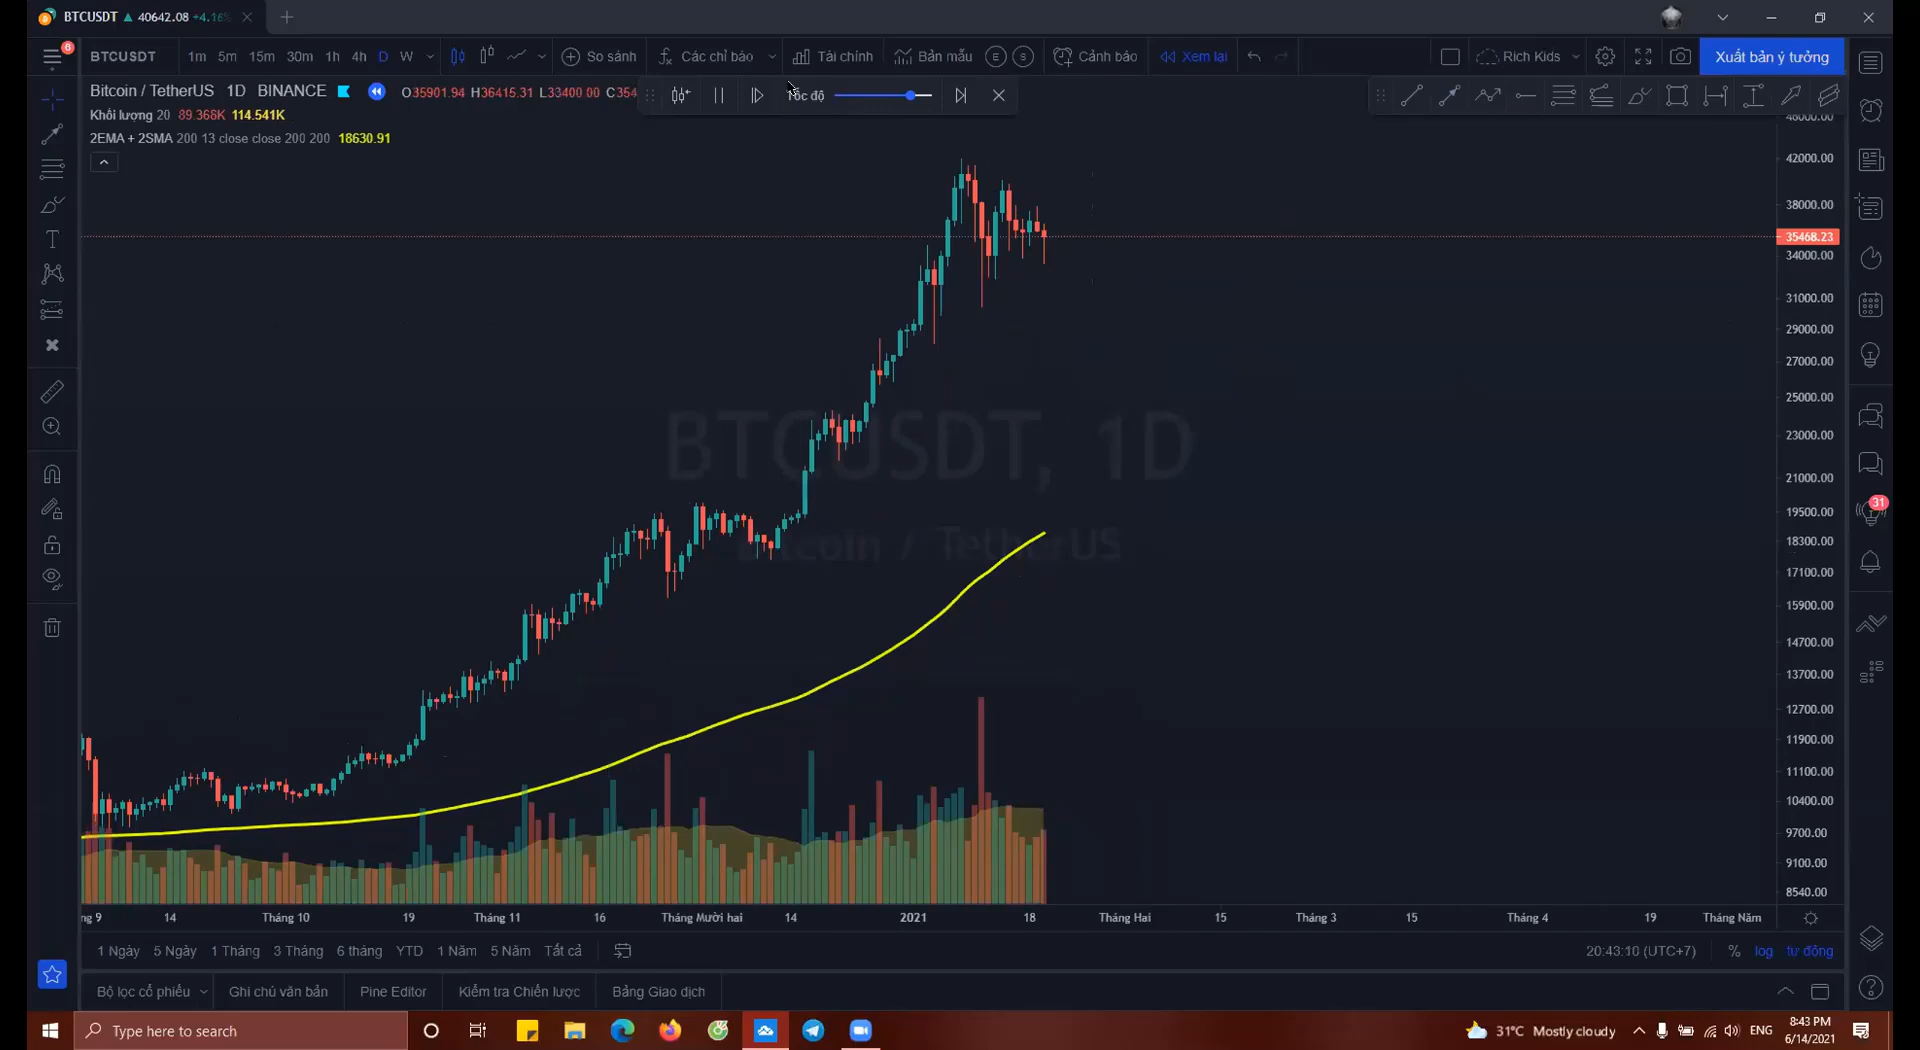 BTCUSDT ▲ 40642.08 +4.16%
6
BTCUSDT 1m 5m 15m 30m 1h 4h D W So sánh Các chỉ báo Tài chính Bản mẫu E S Cảnh báo Xem lại Rich Kids Xuất bản ý tưởng
Bitcoin / TetherUS 1D BINANCE O35901.94 H36415.31 L33400.00 C354
Tốc độ
Khối lượng 20 89.368K 114.541K
2EMA + 2SMA 200 13 close close 200 200 18630.91
46000.00
42000.00
38000.00
35468.23
34000.00
31000.00
29000.00
27000.00
25000.00
23000.00
21000.00
19500.00
18300.00
17100.00
15900.00
14700.00
13700.00
12700.00
11900.00
11100.00
10400.00
9700.00
9100.00
8540.00
31
BTCUSDT, 1D
Bitcoin / TetherUS
ng 9 14 Tháng 10 19 Tháng 11 16 Tháng Mười hai 14 2021 18 Tháng Hai 15 Tháng 3 15 Tháng 4 19 Tháng Năm
1 Ngày 5 Ngày 1 Tháng 3 Tháng 6 tháng YTD 1 Năm 5 Năm Tất cả 20:43:10 (UTC+7) % log tự động
Bộ lọc cổ phiếu Ghi chú văn bản Pine Editor Kiểm tra Chiến lược Bảng Giao dịch
Type here to search 31°C Mostly cloudy ENG 8:43 PM
6/14/2021